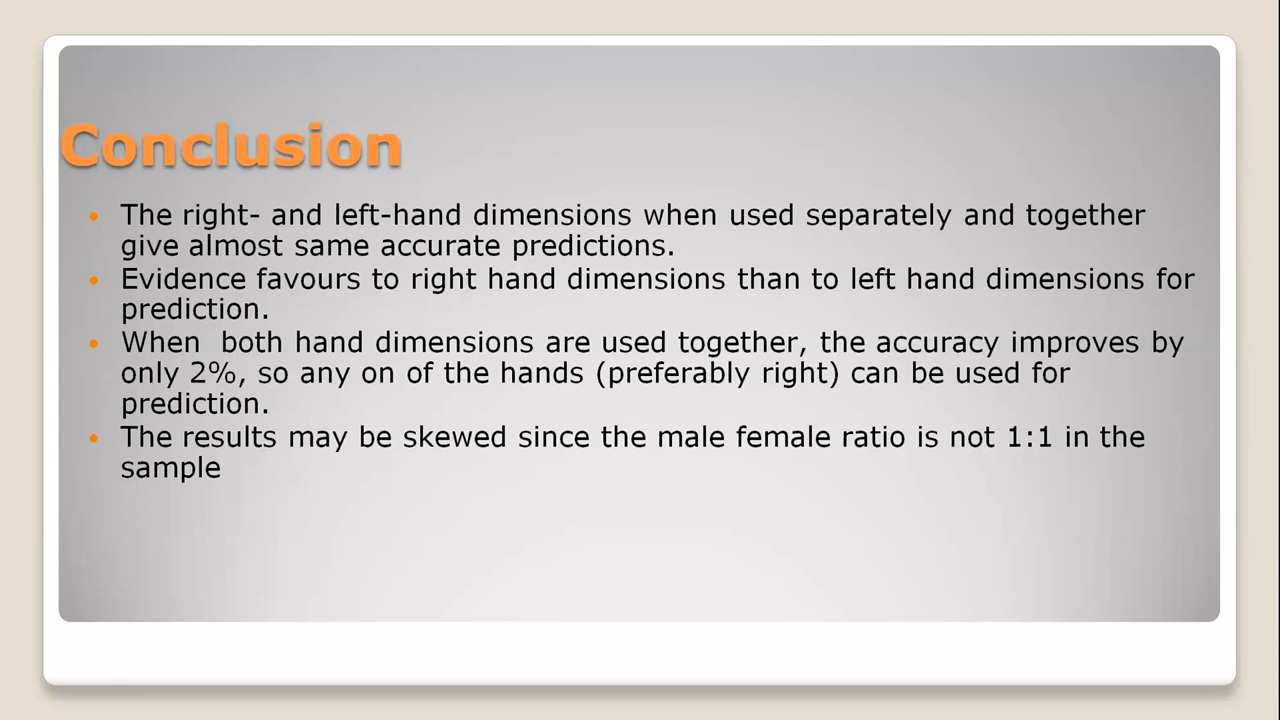 Conclusion
• The right- and left-hand dimensions when used separately and together
give almost same accurate predictions.
• Evidence favours to right hand dimensions than to left hand dimensions for
prediction.
• When both hand dimensions are used together, the accuracy improves by
only 2%, so any on of the hands (preferably right) can be used for
prediction.
• The results may be skewed since the male female ratio is not 1:1 in the
sample